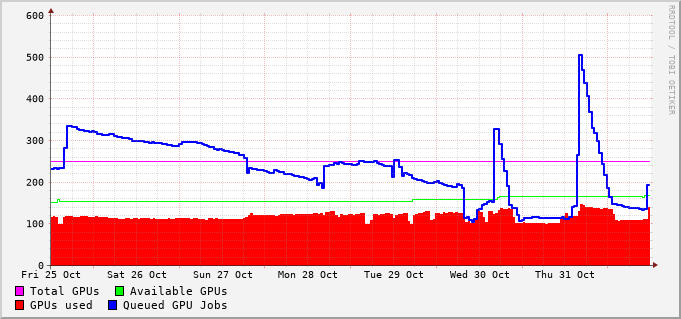 600
500
400
300
200
100
0
Fri 25 Oct Sat 26 Oct Sun 27 Oct Mon 28 Oct Tue 29 Oct Wed 30 Oct Thu 31 Oct
Total GPUs Available GPUs
GPUs used Queued GPU Jobs
RRDTOOL / TOBI OETIKER